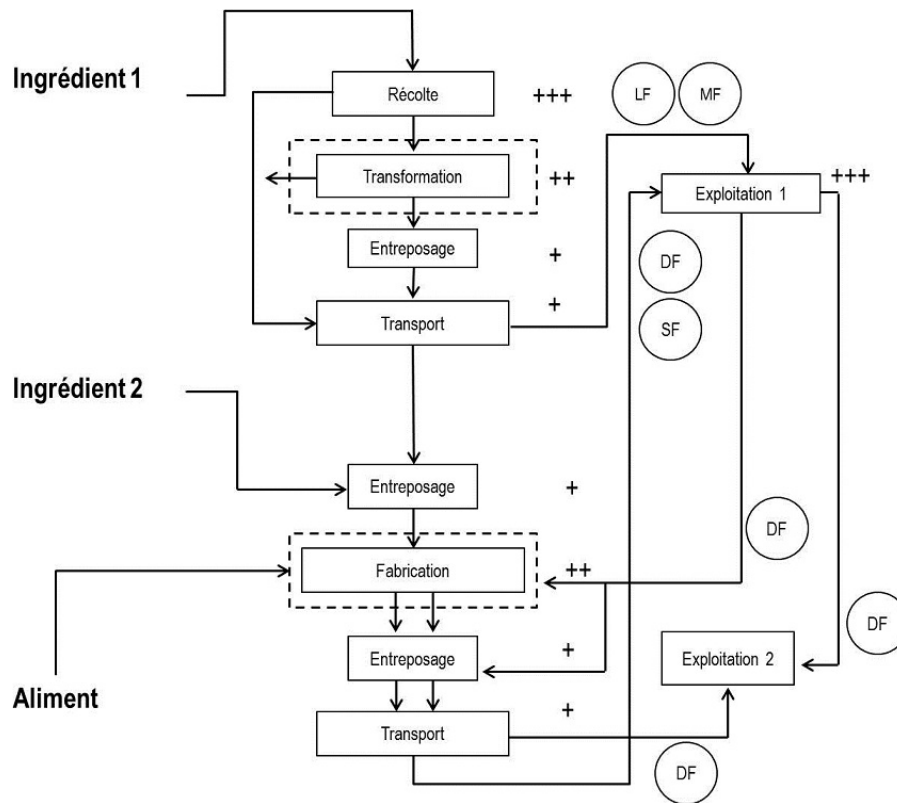 Ingrédient 1
Récolte
+++
LF
MF
Transformation
++
Exploitation 1
+++
Entreposage
+
DF
Transport
+
SF
Ingrédient 2
Entreposage
+
DF
Fabrication
++
DF
Entreposage
+
Exploitation 2
Aliment
+
Transport
DF